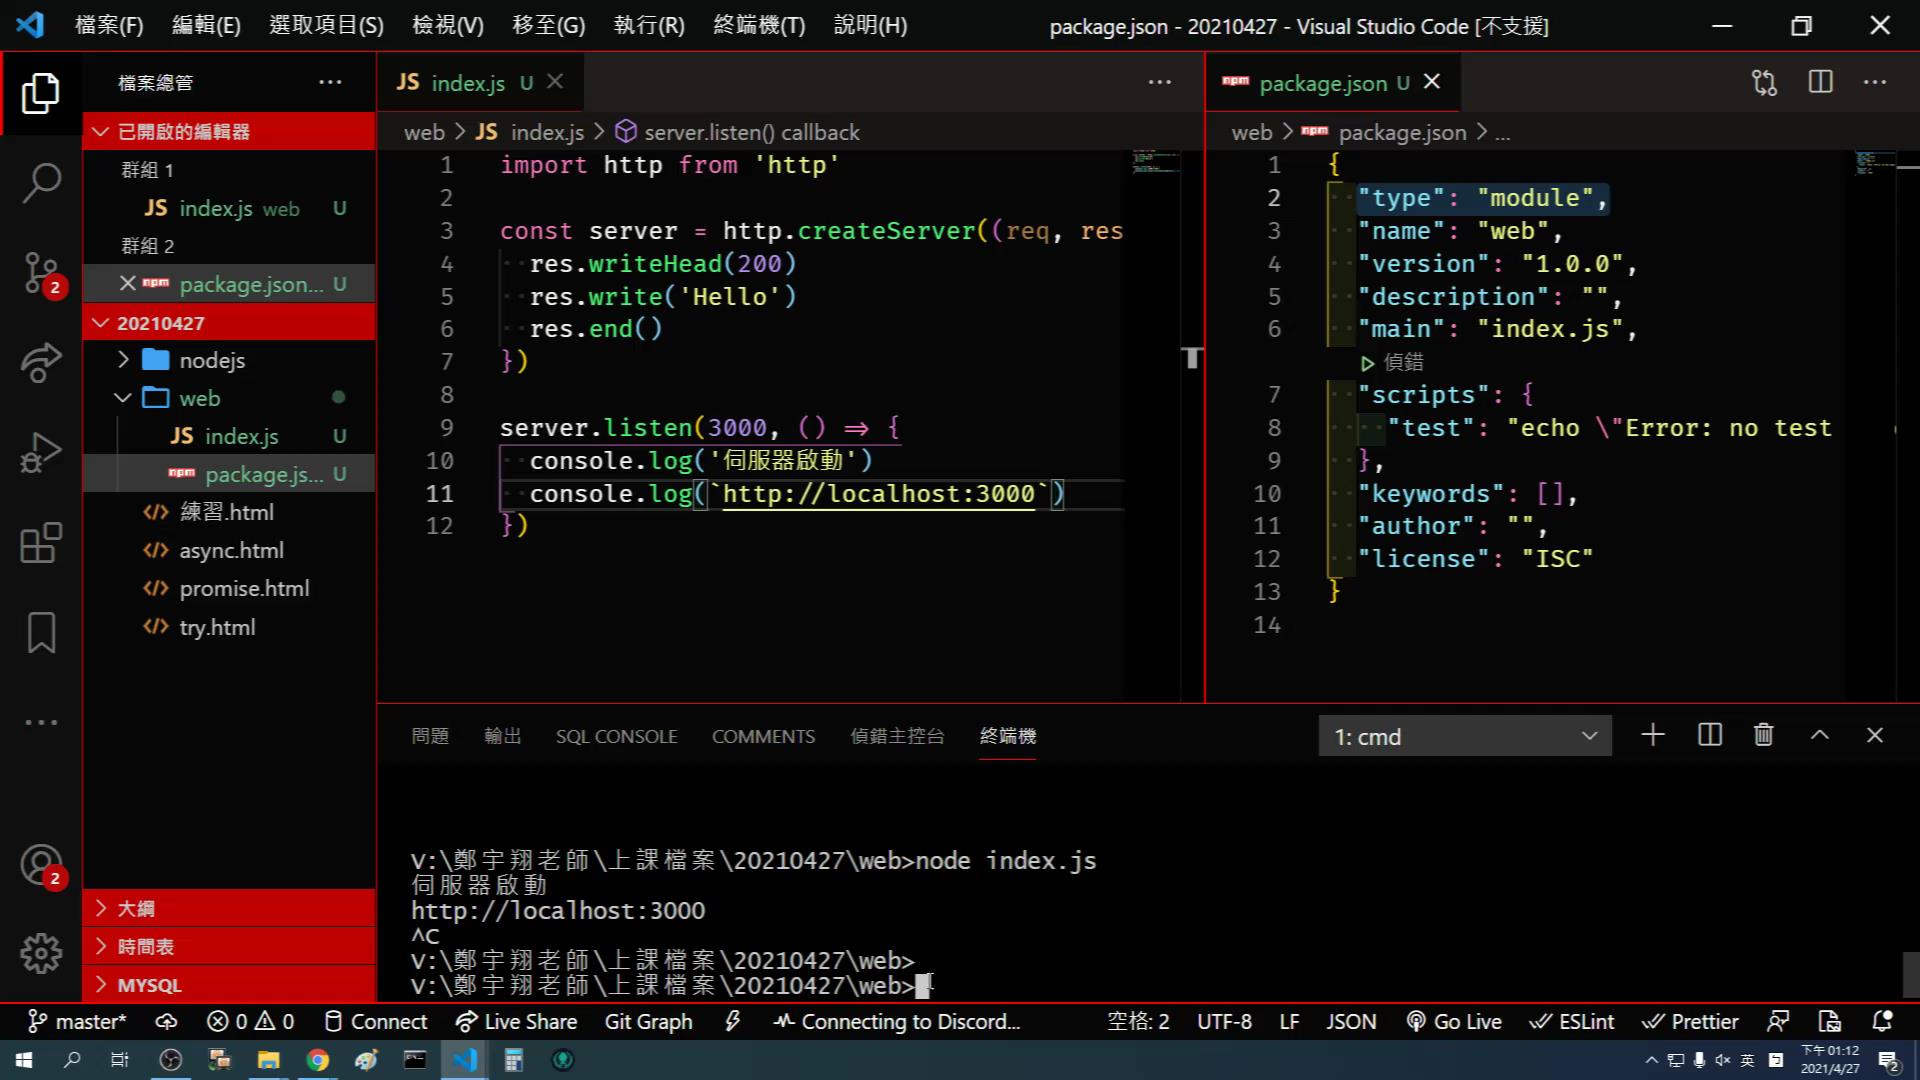 檔案(F) 編輯(E) 選取項目(S) 檢視(V) 移至(G) 執行(R) 終端機(T) 說明(H) package.json - 20210427 - Visual Studio Code [不支援]
檔案總管 ···
已開啟的編輯器
群組 1
JS index.js web U
群組 2
npm package.json... U
20210427
nodejs
web
JS index.js U
npm package.js... U
練習.html
async.html
promise.html
try.html
大綱
時間表
MYSQL
2
2
JS index.js U
web > JS index.js > server.listen() callback
1 import http from 'http'
2
3 const server = http.createServer((req, res
4 res.writeHead(200)
5 res.write('Hello')
6 res.end()
7 })
8
9 server.listen(3000, () => {
10 console.log('伺服器啟動')
11 console.log(`http://localhost:3000`)
12 })
npm package.json U
web > npm package.json > ...
1 {
2 "type": "module",
3 "name": "web",
4 "version": "1.0.0",
5 "description": "",
6 "main": "index.js",
偵錯
7 "scripts": {
8 "test": "echo \"Error: no test
9 },
10 "keywords": [],
11 "author": "",
12 "license": "ISC"
13 }
14
問題 輸出 SQL CONSOLE COMMENTS 偵錯主控台 終端機 1: cmd
V:\鄭宇翔老師\上課檔案\20210427\web>node index.js
伺服器啟動
http://localhost:3000
^C
V:\鄭宇翔老師\上課檔案\20210427\web>
V:\鄭宇翔老師\上課檔案\20210427\web>
master* 0 0 Connect Live Share Git Graph Connecting to Discord... 空格: 2 UTF-8 LF JSON Go Live ESLint Prettier
英 下午 01:12
2021/4/27 2